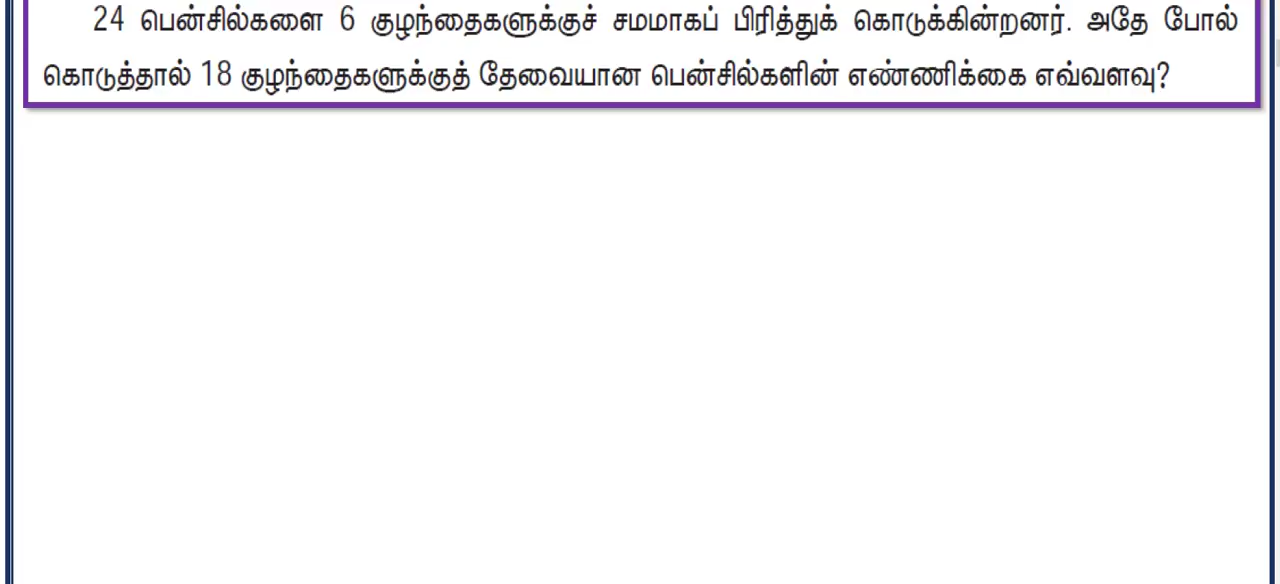 24 பென்சில்களை 6 குழந்தைகளுக்குச் சமமாகப் பிரித்துக் கொடுக்கின்றனர். அதே போல்
கொடுத்தால் 18 குழந்தைகளுக்குத் தேவையான பென்சில்களின் எண்ணிக்கை எவ்வளவு?